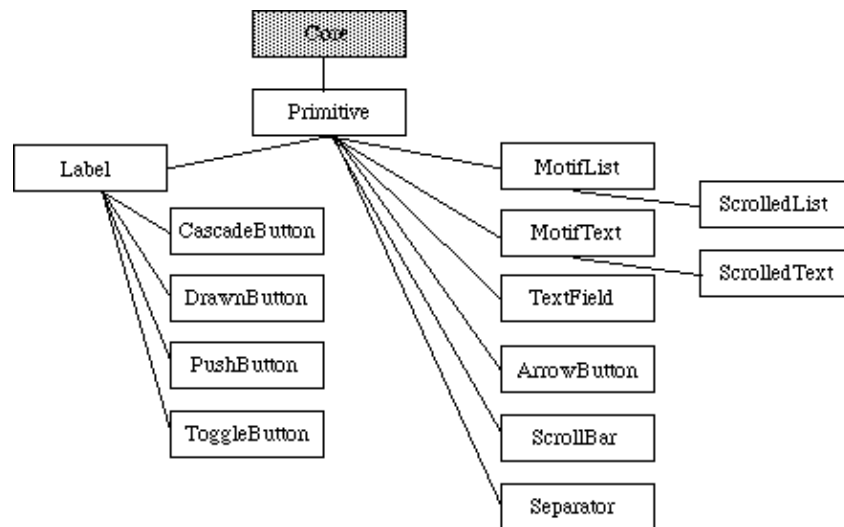 Core
Primitive
Label
MotifList
ScrolledList
CascadeButton
MotifText
ScrolledText
DrawnButton
TextField
PushButton
ArrowButton
ToggleButton
ScrollBar
Separator